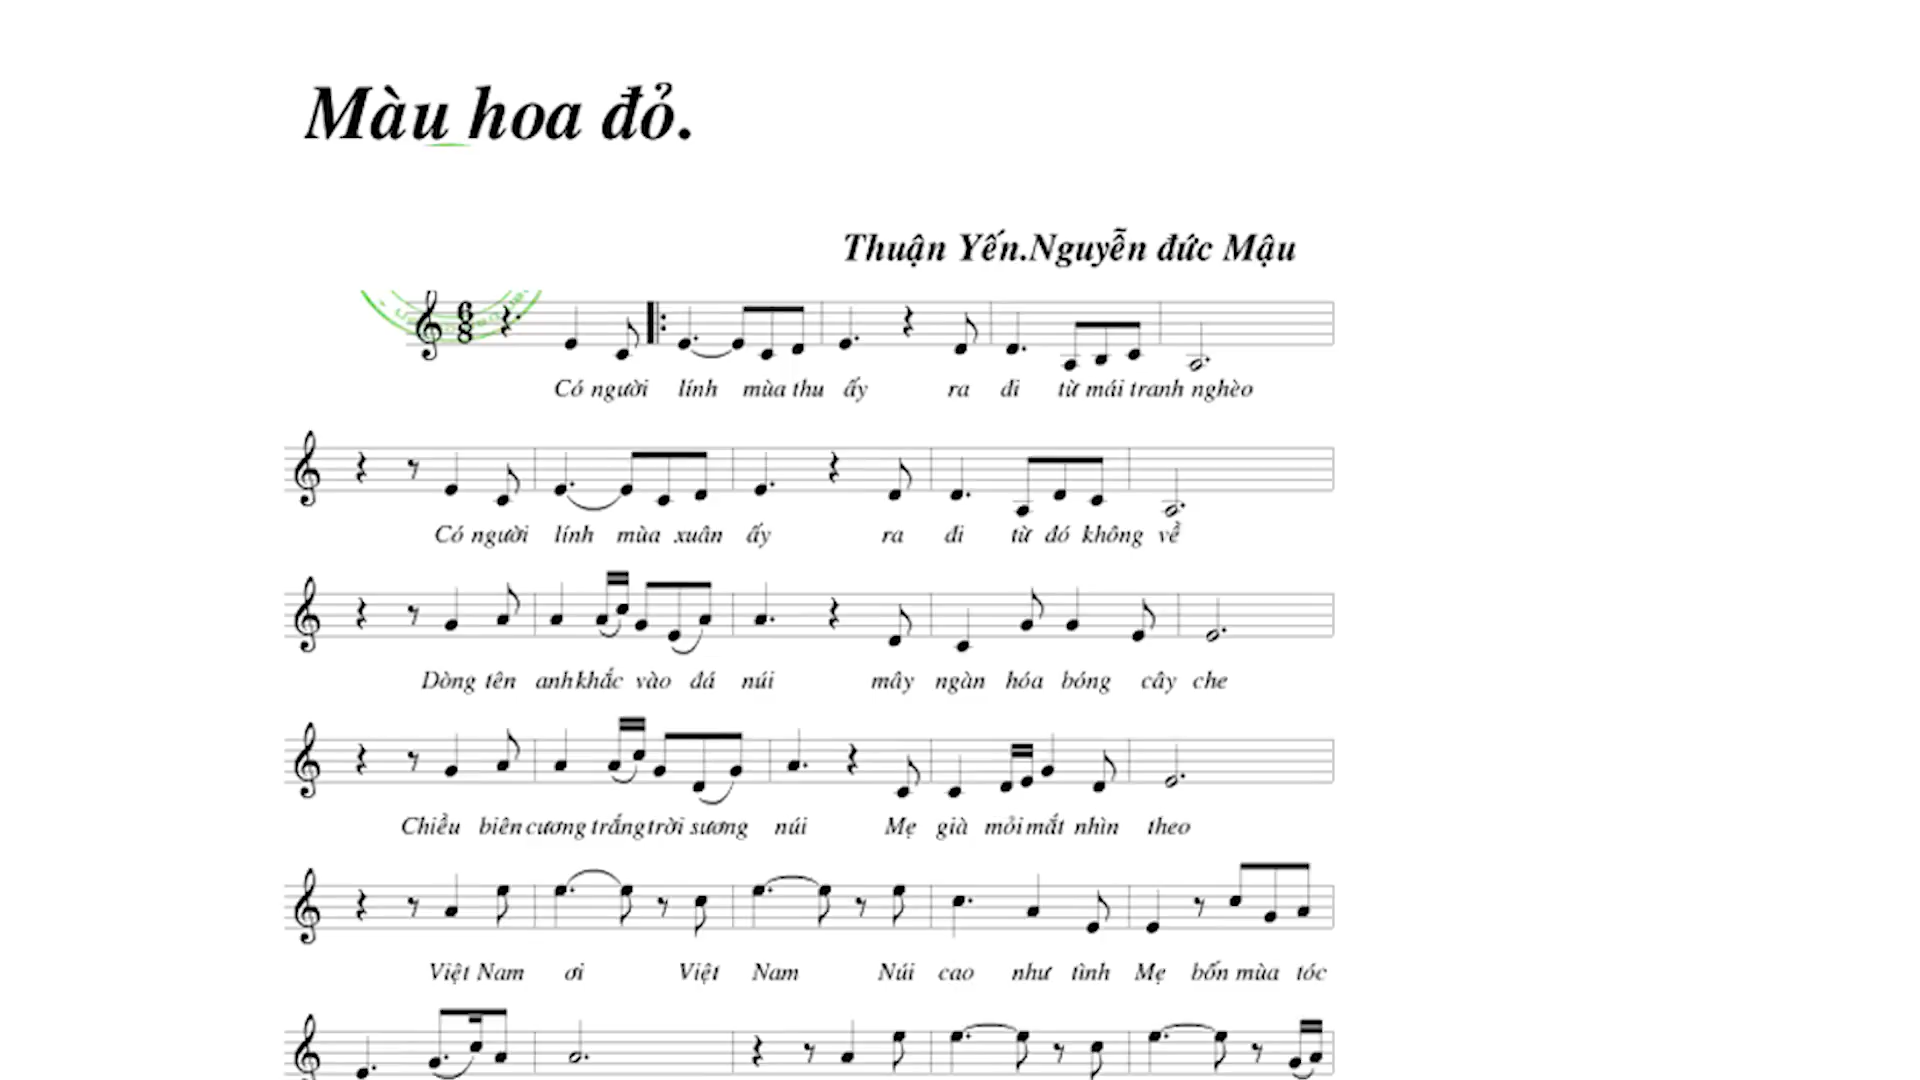 Màu hoa đỏ.
Thuận Yến.Nguyễn đức Mậu
6
8
Có người lính mùa thu ấy ra đi từ mái tranh nghèo
Có người lính mùa xuân ấy ra đi từ đó không về
Dòng tên anh khắc vào đá núi mây ngàn hóa bóng cây che
Chiều biên cương trắng trời sương núi Mẹ già mỏi mắt nhìn theo
Việt Nam ơi Việt Nam Núi cao như tình Mẹ bốn mùa tóc